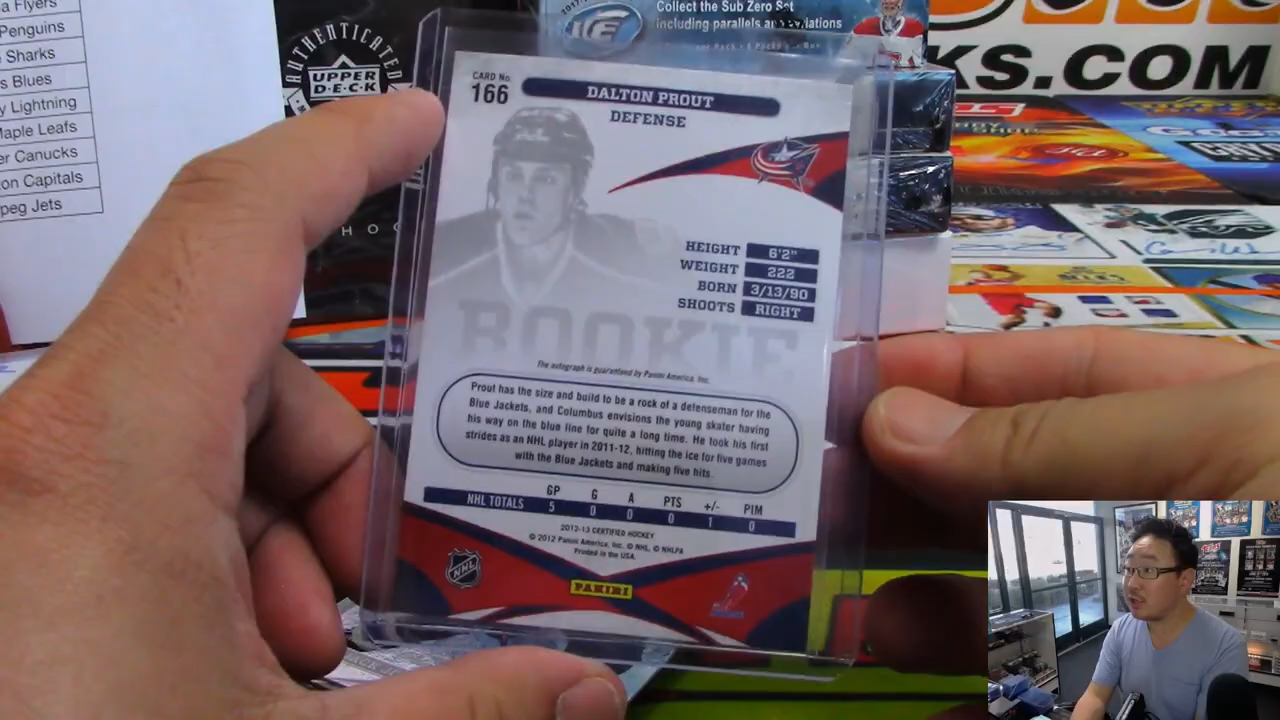 Flyers
Penguins
Sharks
Blues
Lightning
Maple Leafs
Canucks
Capitals
Jets
AUTHENTICATED
UPPER
DECK
ICE
Collect the Sub Zero Set
including parallels and variations
KS.COM
CARD No.
166
DALTON PROUT
DEFENSE
HEIGHT 6'2"
WEIGHT 222
BORN 3/13/90
SHOOTS RIGHT
ROOKIE
The autograph is guaranteed by Panini America, Inc.
Prout has the size and build to be a rock of a defenseman for the
Blue Jackets, and Columbus envisions the young skater having
his way on the blue line for quite a long time. He took his first
strides as an NHL player in 2011-12, hitting the ice for five games
with the Blue Jackets and making five hits.
GP G A PTS +/- PIM
NHL TOTALS 5 0 0 0 1 0
2012-13 CERTIFIED HOCKEY
© 2012 Panini America, Inc. © NHL, © NHLPA
Printed in the USA.
NHL
PANINI